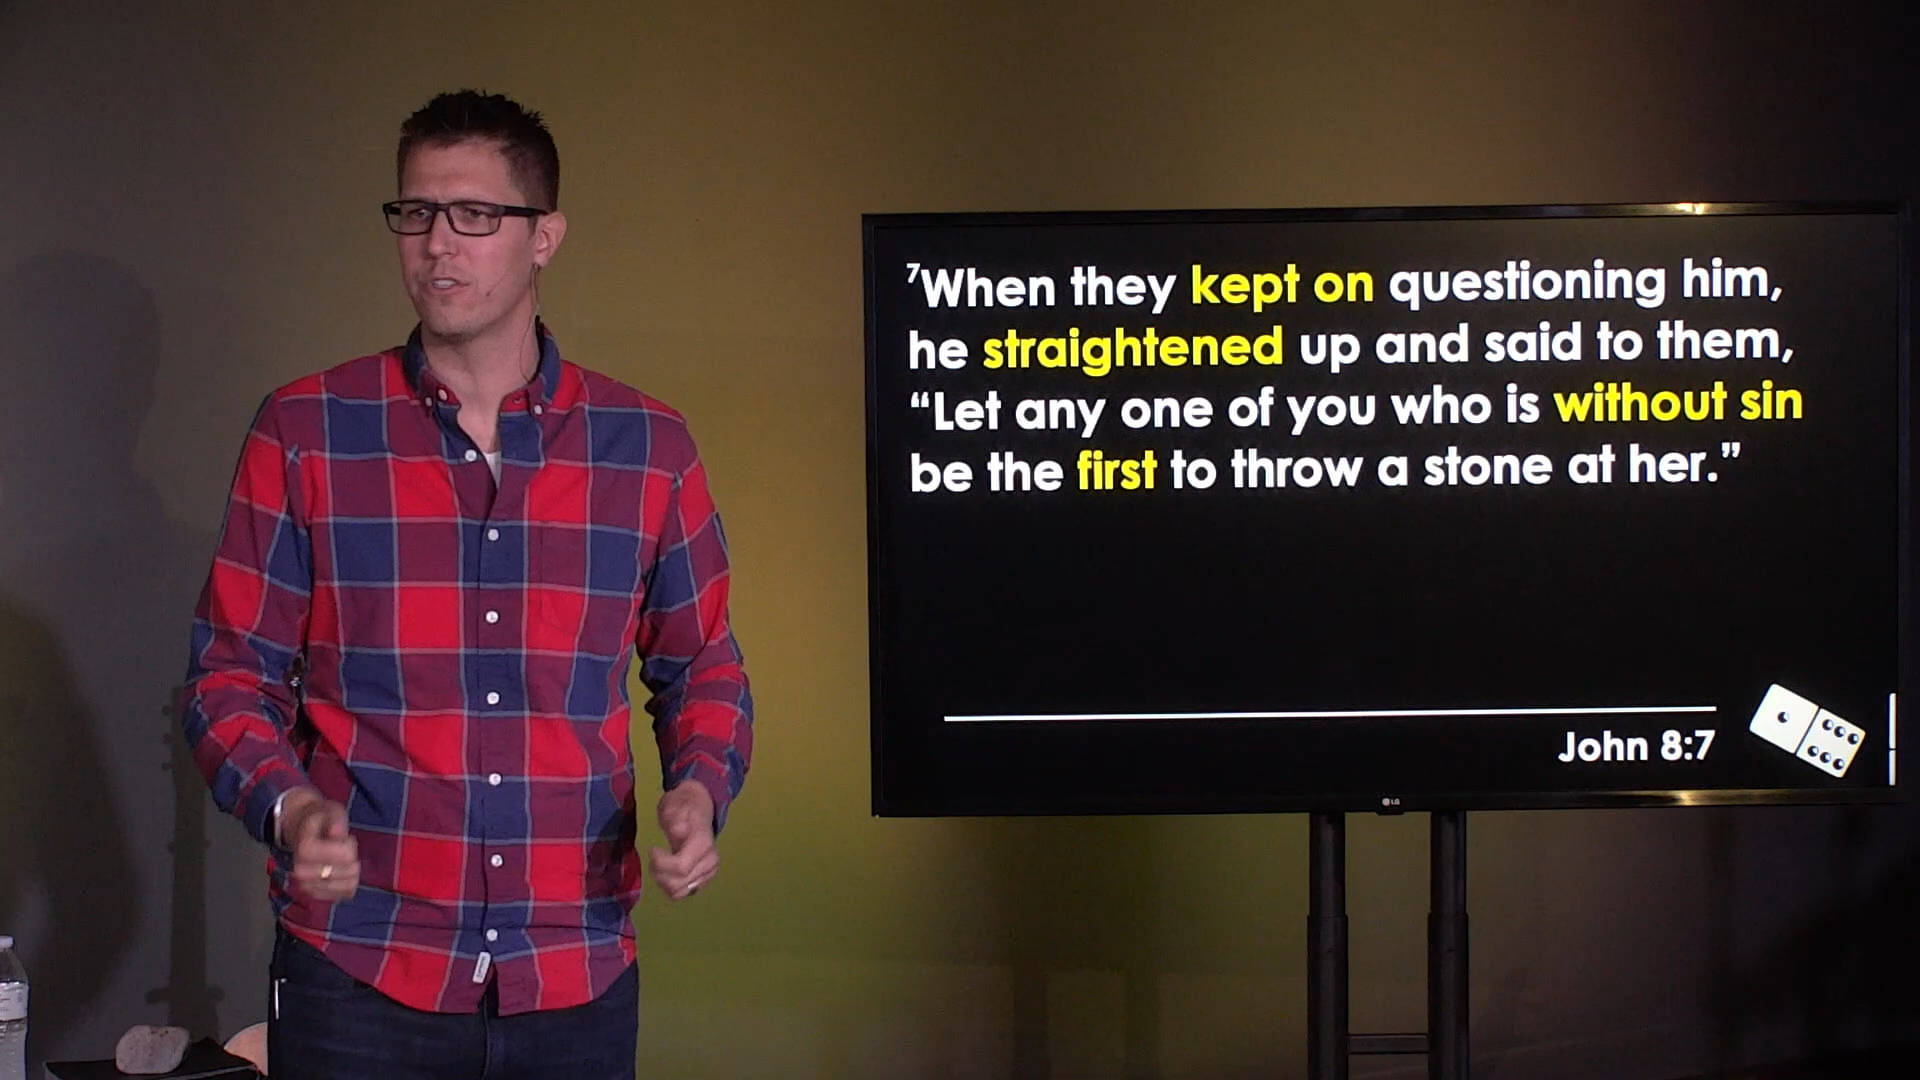 ⁷When they kept on questioning him,
he straightened up and said to them,
“Let any one of you who is without sin
be the first to throw a stone at her.”
John 8:7
LG